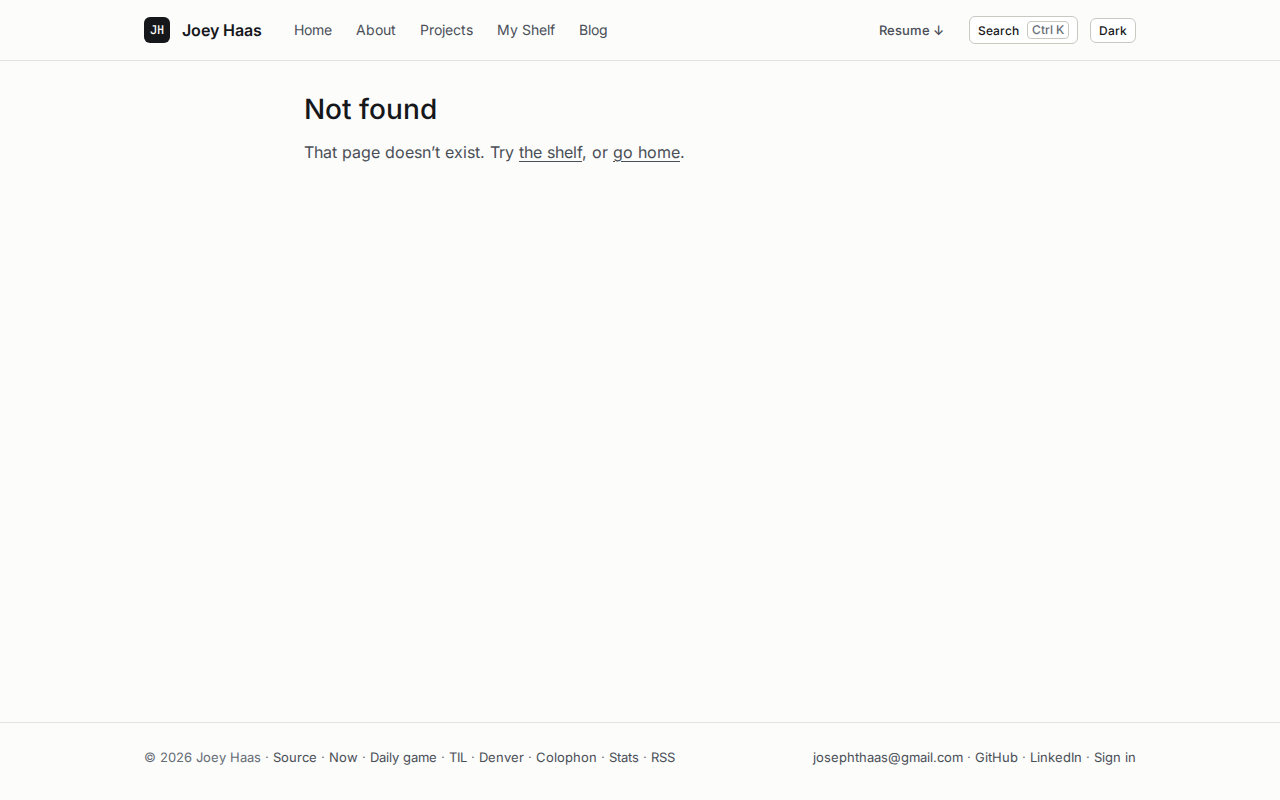 JH Joey Haas Home About Projects My Shelf Blog Resume ↓ Search Ctrl K Dark
Not found
That page doesn’t exist. Try the shelf, or go home.
© 2026 Joey Haas · Source · Now · Daily game · TIL · Denver · Colophon · Stats · RSS josephthaas@gmail.com · GitHub · LinkedIn · Sign in